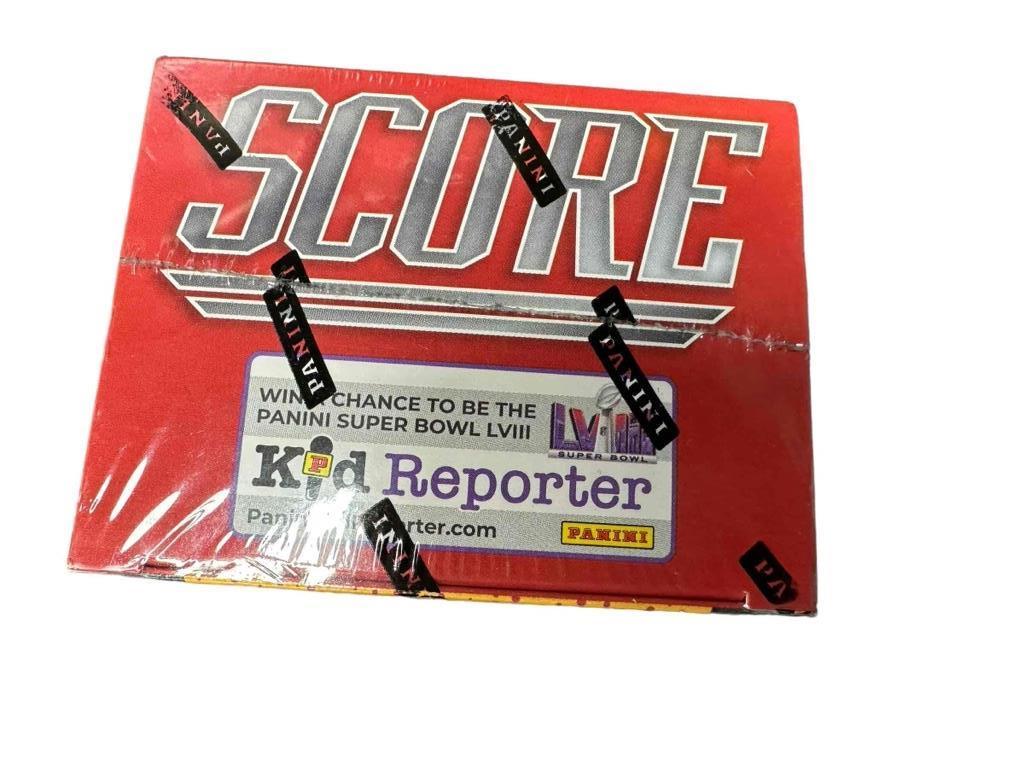 SCORE
PANINI
PANINI
PANINI
PANINI
WIN A CHANCE TO BE THE
PANINI SUPER BOWL LVIII
LVIII
SUPER BOWL
Kid Reporter
P
PANINI